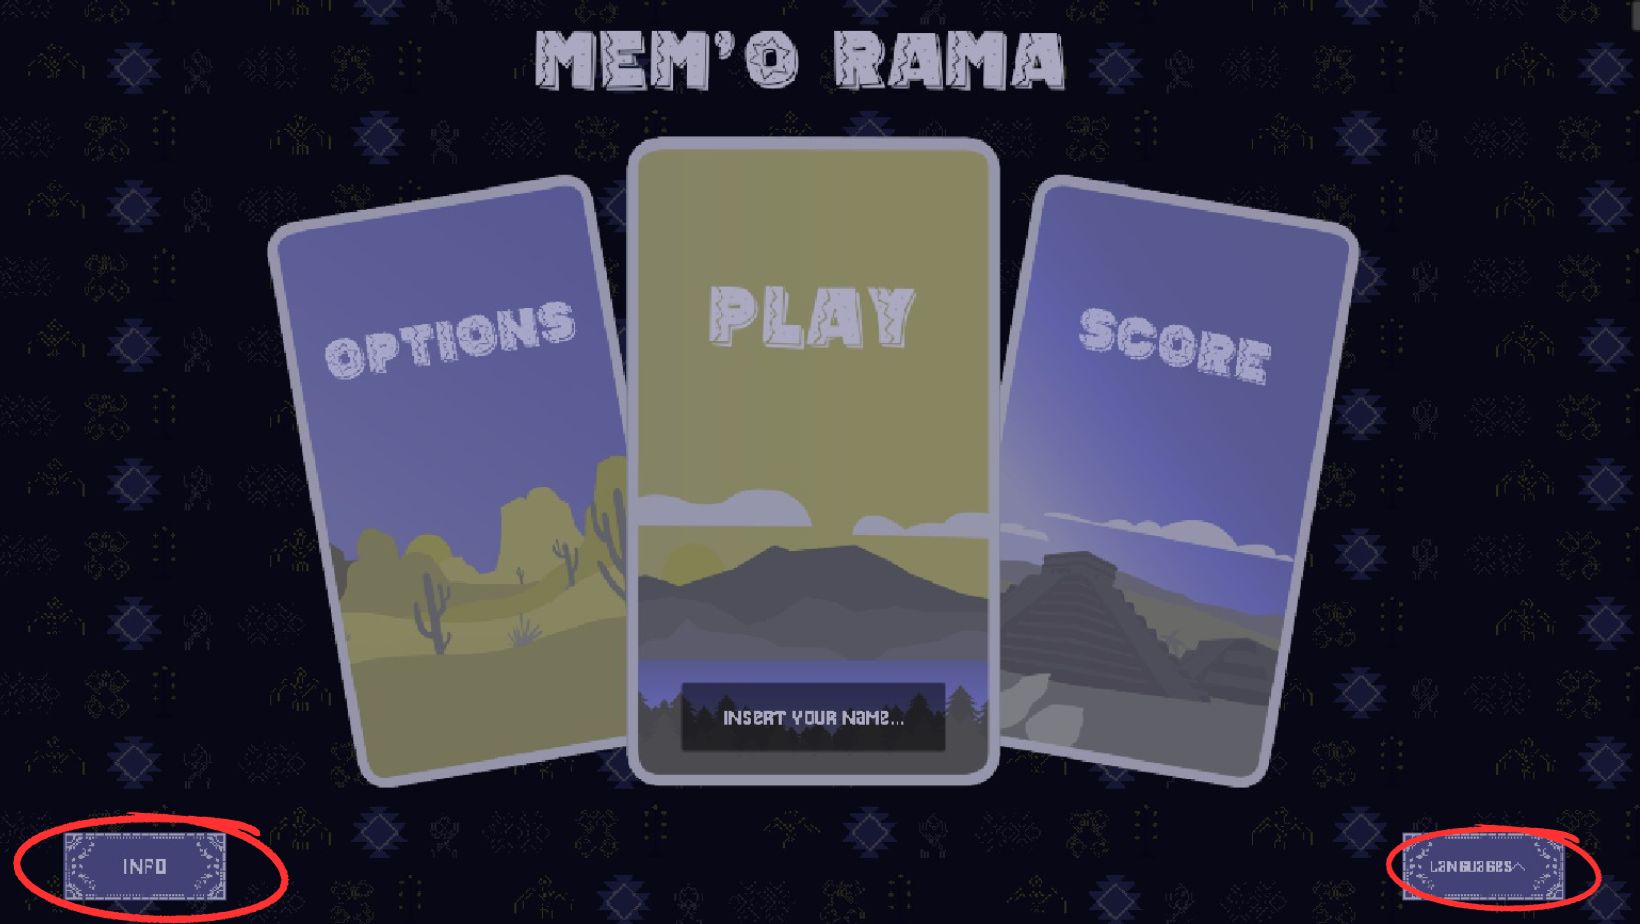 MEM'O RAMA
OPTIONS
PLAY
SCORE
INSERT YOUR NAME...
INFO
LANGUAGES^